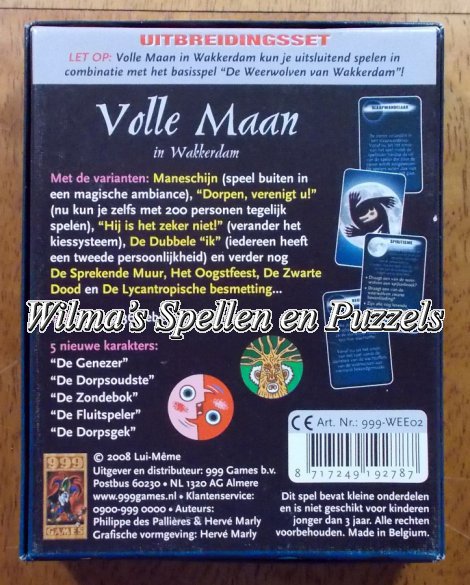 UITBREIDINGSSET
LET OP: Volle Maan in Wakkerdam kun je uitsluitend spelen in
combinatie met het basisspel "De Weerwolven van Wakkerdam"!
Volle Maan
in Wakkerdam
Met de varianten: Maneschijn (speel buiten
in een magische ambiance), "Dorpen, verenigt u!"
(nu kun je zelfs met 200 personen tegelijk
spelen), "Hij is het zeker niet!" (verander het
kiessysteem), De Dubbele "ik" (iedereen heeft
een tweede persoonlijkheid) en verder nog
De Sprekende Muur, Het Oogstfeest, De Zwarte
Dood en De Lycantropische besmetting...
Wilma's Spellen en Puzzels
5 nieuwe karakters:
"De Genezer"
"De Dorpsoudste"
"De Zondebok"
"De Fluitspeler"
"De Dorpsgek"
SLAAPWANDELAAR
SPIRITISME
© 2008 Lui-Même
Uitgever en distributeur: 999 Games b.v.
Postbus 60230 • NL 1320 AG Almere
www.999games.nl • Klantenservice:
0900-999 0000 • Auteurs:
Philippe des Pallières & Hervé Marly
Grafische vormgeving: Hervé Marly
999
GAMES
CE Art. Nr.: 999-WEE02
8 717249 192787
Dit spel bevat kleine onderdelen
en is niet geschikt voor kinderen
jonger dan 3 jaar. Alle rechten
voorbehouden. Made in Belgium.